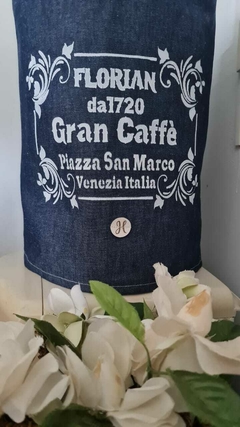 FLORIAN
da1720
Gran Caffè
Piazza San Marco
Venezia Italia